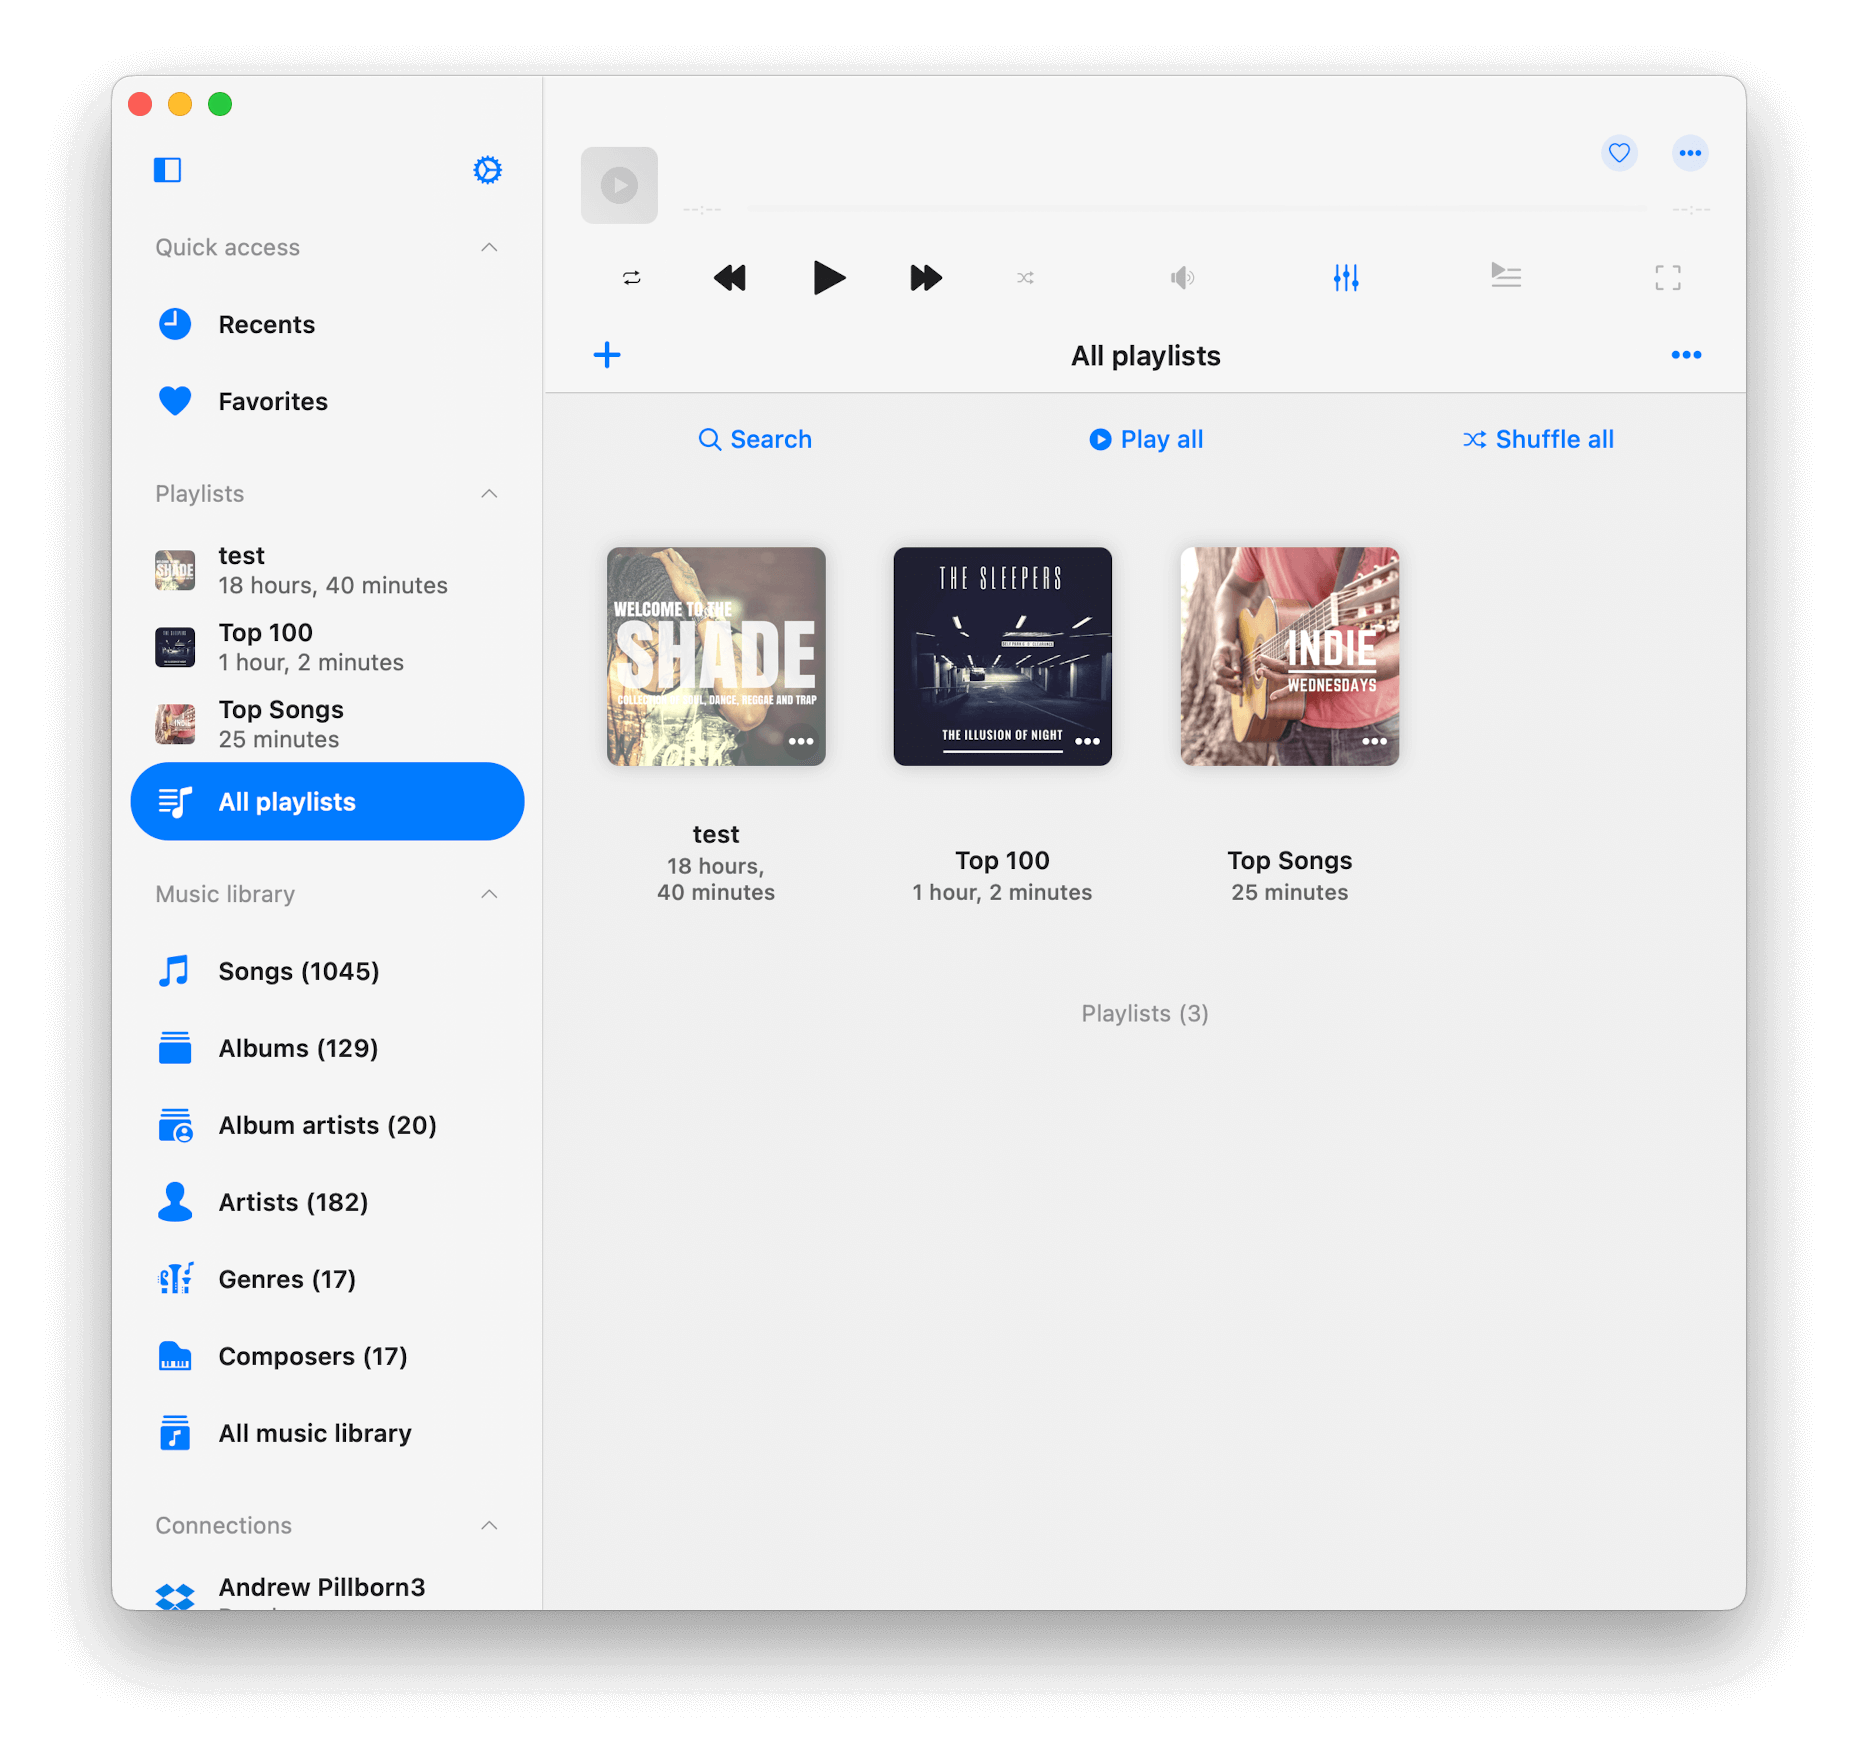 Quick access
Recents
Favorites
Playlists
test
18 hours, 40 minutes
Top 100
1 hour, 2 minutes
Top Songs
25 minutes
All playlists
Music library
Songs (1045)
Albums (129)
Album artists (20)
Artists (182)
Genres (17)
Composers (17)
All music library
Connections
Andrew Pillborn3
--:--
--:--
All playlists
Search
Play all
Shuffle all
WELCOME TO THE
SHADE
test
18 hours,
40 minutes
THE SLEEPERS
THE ILLUSION OF NIGHT
Top 100
1 hour, 2 minutes
INDIE
WEDNESDAYS
Top Songs
25 minutes
Playlists (3)